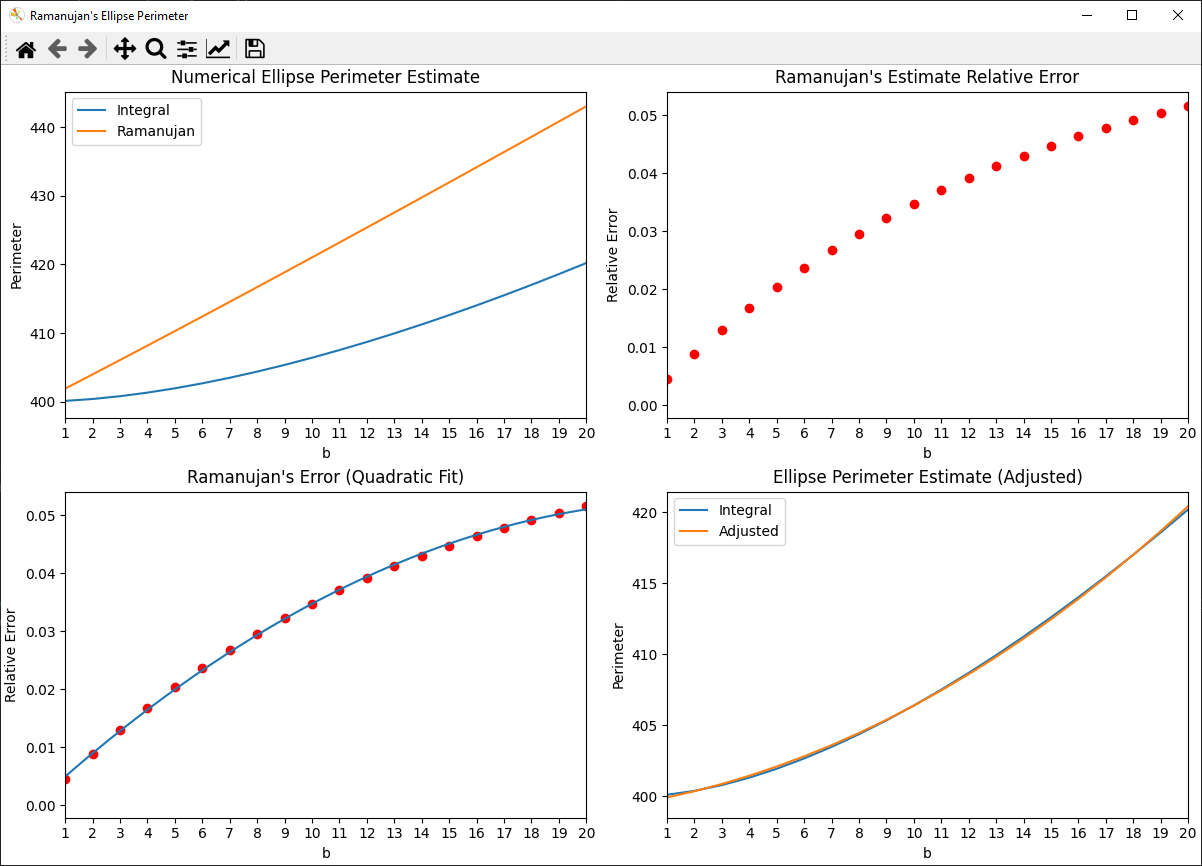 Ramanujan's Ellipse Perimeter
Numerical Ellipse Perimeter Estimate
Integral
Ramanujan
440
430
420
410
400
Perimeter
1 2 3 4 5 6 7 8 9 10 11 12 13 14 15 16 17 18 19 20
b
Ramanujan's Estimate Relative Error
0.05
0.04
0.03
0.02
0.01
0.00
Relative Error
1 2 3 4 5 6 7 8 9 10 11 12 13 14 15 16 17 18 19 20
b
Ramanujan's Error (Quadratic Fit)
0.05
0.04
0.03
0.02
0.01
0.00
Relative Error
1 2 3 4 5 6 7 8 9 10 11 12 13 14 15 16 17 18 19 20
b
Ellipse Perimeter Estimate (Adjusted)
Integral
Adjusted
420
415
410
405
400
Perimeter
1 2 3 4 5 6 7 8 9 10 11 12 13 14 15 16 17 18 19 20
b